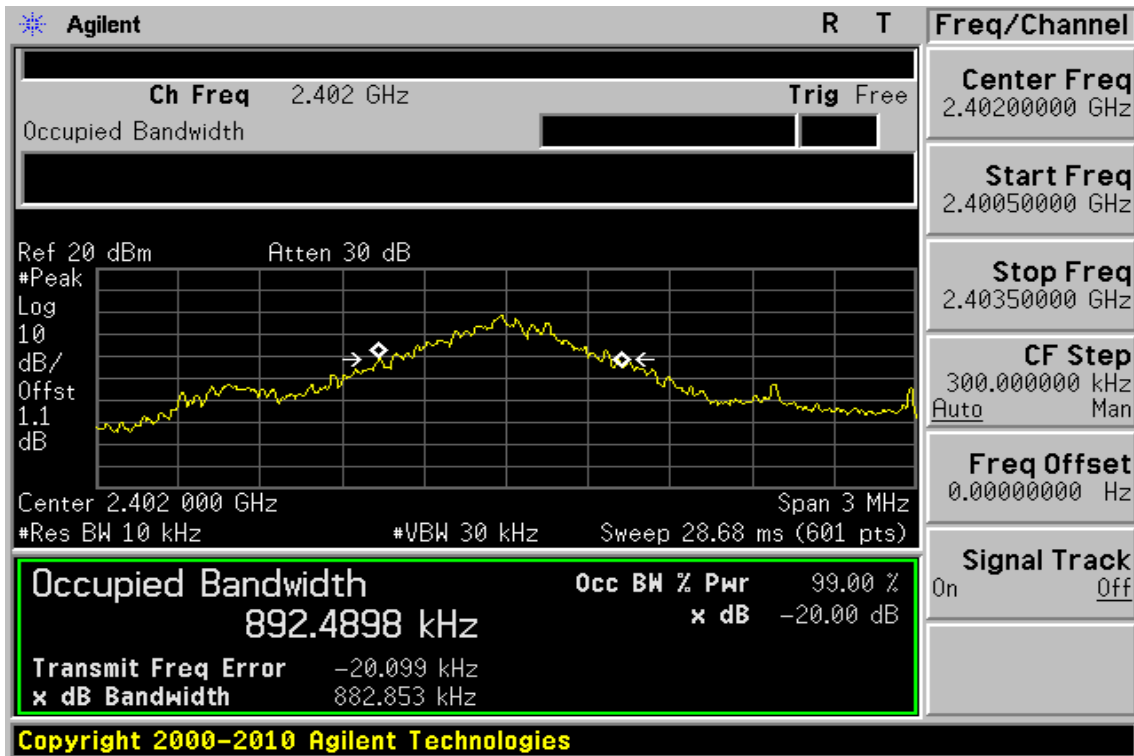 Agilent R T
Ch Freq 2.402 GHz Trig Free
Occupied Bandwidth
Ref 20 dBm Atten 30 dB
#Peak
Log
10
dB/
Offst
1.1
dB
Center 2.402 000 GHz Span 3 MHz
#Res BW 10 kHz #VBW 30 kHz Sweep 28.68 ms (601 pts)
Occupied Bandwidth
892.4898 kHz
Occ BW % Pwr 99.00 %
x dB -20.00 dB
Transmit Freq Error -20.099 kHz
x dB Bandwidth 882.853 kHz
Copyright 2000-2010 Agilent Technologies
Freq/Channel
Center Freq
2.40200000 GHz
Start Freq
2.40050000 GHz
Stop Freq
2.40350000 GHz
CF Step
300.000000 kHz
Auto Man
Freq Offset
0.00000000 Hz
Signal Track
On Off